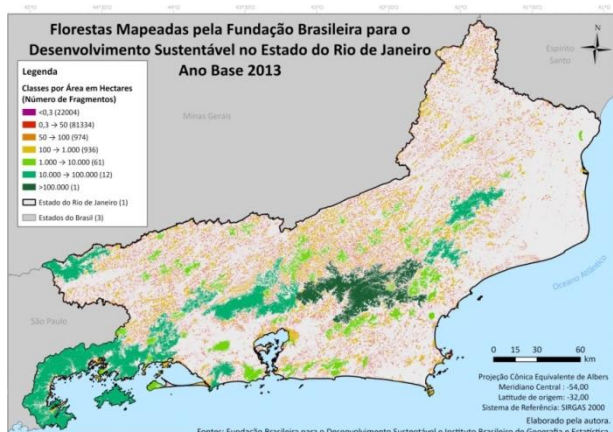 Florestas Mapeadas pela Fundação Brasileira para o
Desenvolvimento Sustentável no Estado do Rio de Janeiro
Ano Base 2013
Espírito
Santo
Minas Gerais
Legenda
Classes por Área em Hectares
(Número de Fragmentos)
<0,3 (22004)
0,3 → 50 (81334)
50 → 100 (974)
100 → 1.000 (936)
1.000 → 10.000 (61)
10.000 → 100.000 (12)
>100.000 (1)
Estado do Rio de Janeiro (1)
Estados do Brasil (3)
São Paulo
Oceano Atlântico
0 15 30 60
km
Projeção Cônica Equivalente de Albers
Meridiano Central : -54,00
Latitude de origem: -32,00
Sistema de Referência: SIRGAS 2000
Elaborado pela autora.
Fontes: Fundação Brasileira para o Desenvolvimento Sustentável e Instituto Brasileiro de Geografia e Estatística